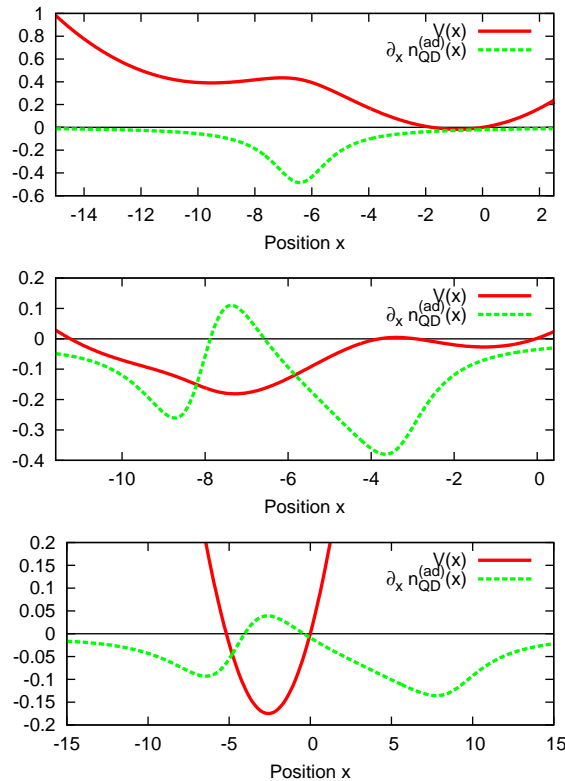 1
0.8
0.6
0.4
0.2
0
-0.2
-0.4
-0.6
V(x)
∂x nQD(ad)(x)
-14 -12 -10 -8 -6 -4 -2 0 2
Position x
0.2
0.1
0
-0.1
-0.2
-0.3
-0.4
V(x)
∂x nQD(ad)(x)
-10 -8 -6 -4 -2 0
Position x
0.2
0.15
0.1
0.05
0
-0.05
-0.1
-0.15
-0.2
V(x)
∂x nQD(ad)(x)
-15 -10 -5 0 5 10 15
Position x